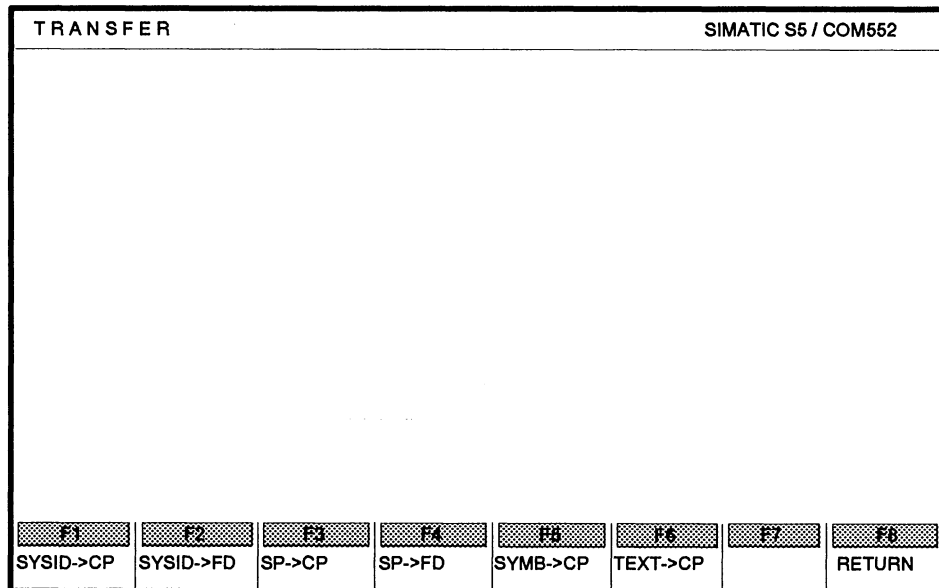 TRANSFER SIMATIC S5 / COM552
F1 F2 F3 F4 F5 F6 F7 F8
SYSID->CP SYSID->FD SP->CP SP->FD SYMB->CP TEXT->CP RETURN